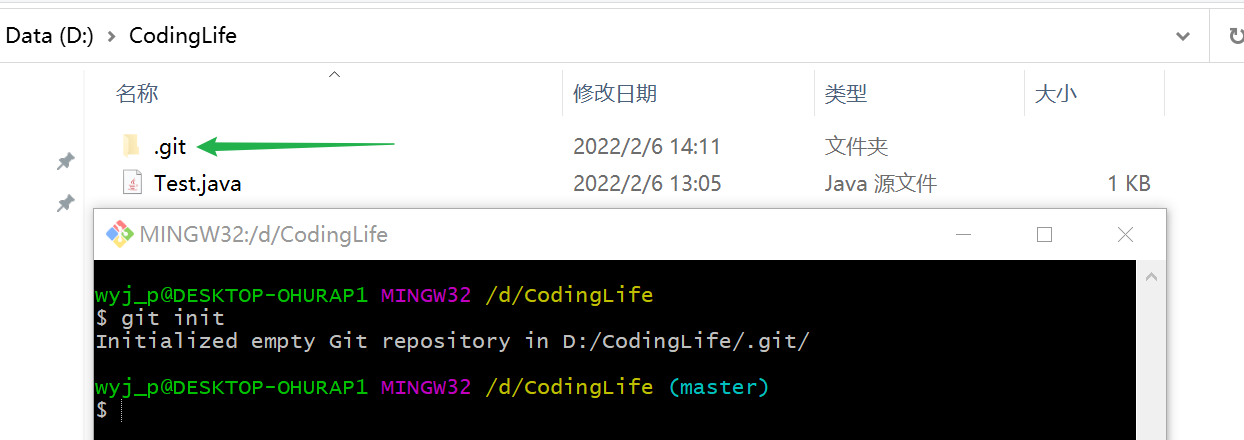 Data (D:) › CodingLife
名称 修改日期 类型 大小
.git 2022/2/6 14:11 文件夹
Test.java 2022/2/6 13:05 Java 源文件 1 KB
MINGW32:/d/CodingLife
wyj_p@DESKTOP-OHURAP1 MINGW32 /d/CodingLife
$ git init
Initialized empty Git repository in D:/CodingLife/.git/
wyj_p@DESKTOP-OHURAP1 MINGW32 /d/CodingLife (master)
$